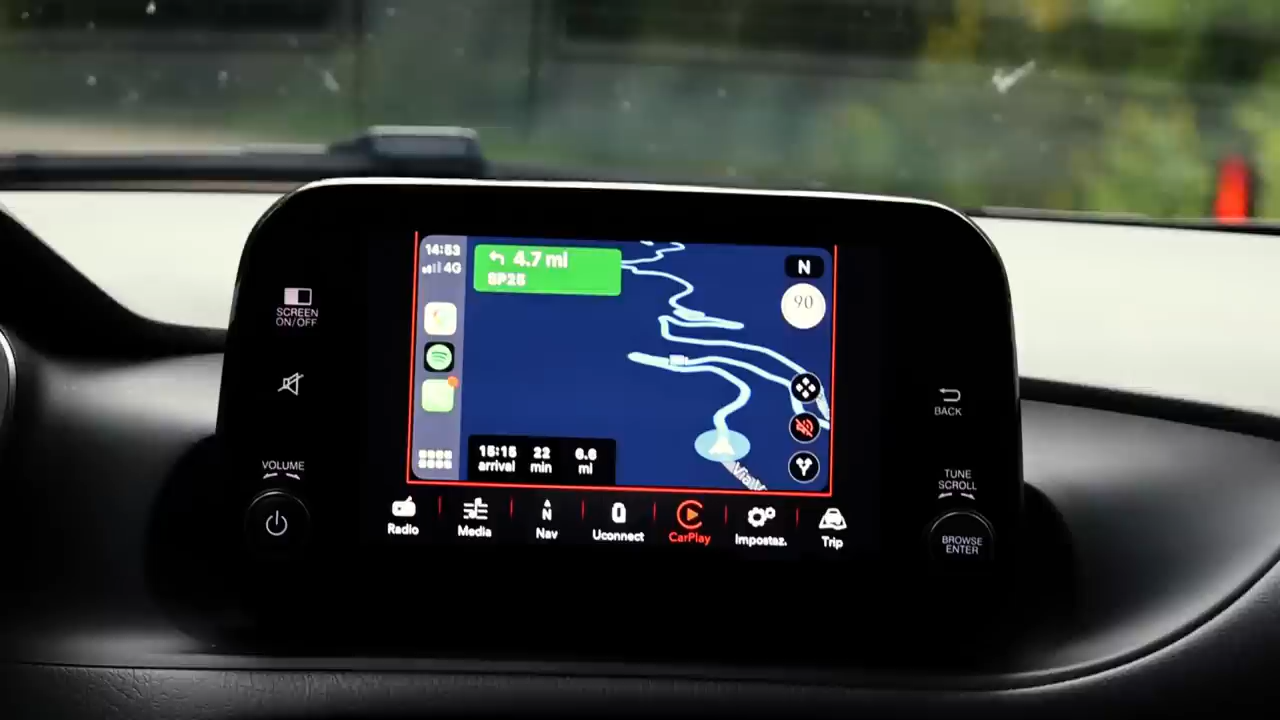 14:53
4G
4.7 mi
SP25
N
90
15:15 22 6.6
arrival min mi
SCREEN
ON/OFF
VOLUME
BACK
TUNE
SCROLL
BROWSE
ENTER
Radio
Media
N
Nav
Uconnect
CarPlay
Impostaz.
Trip